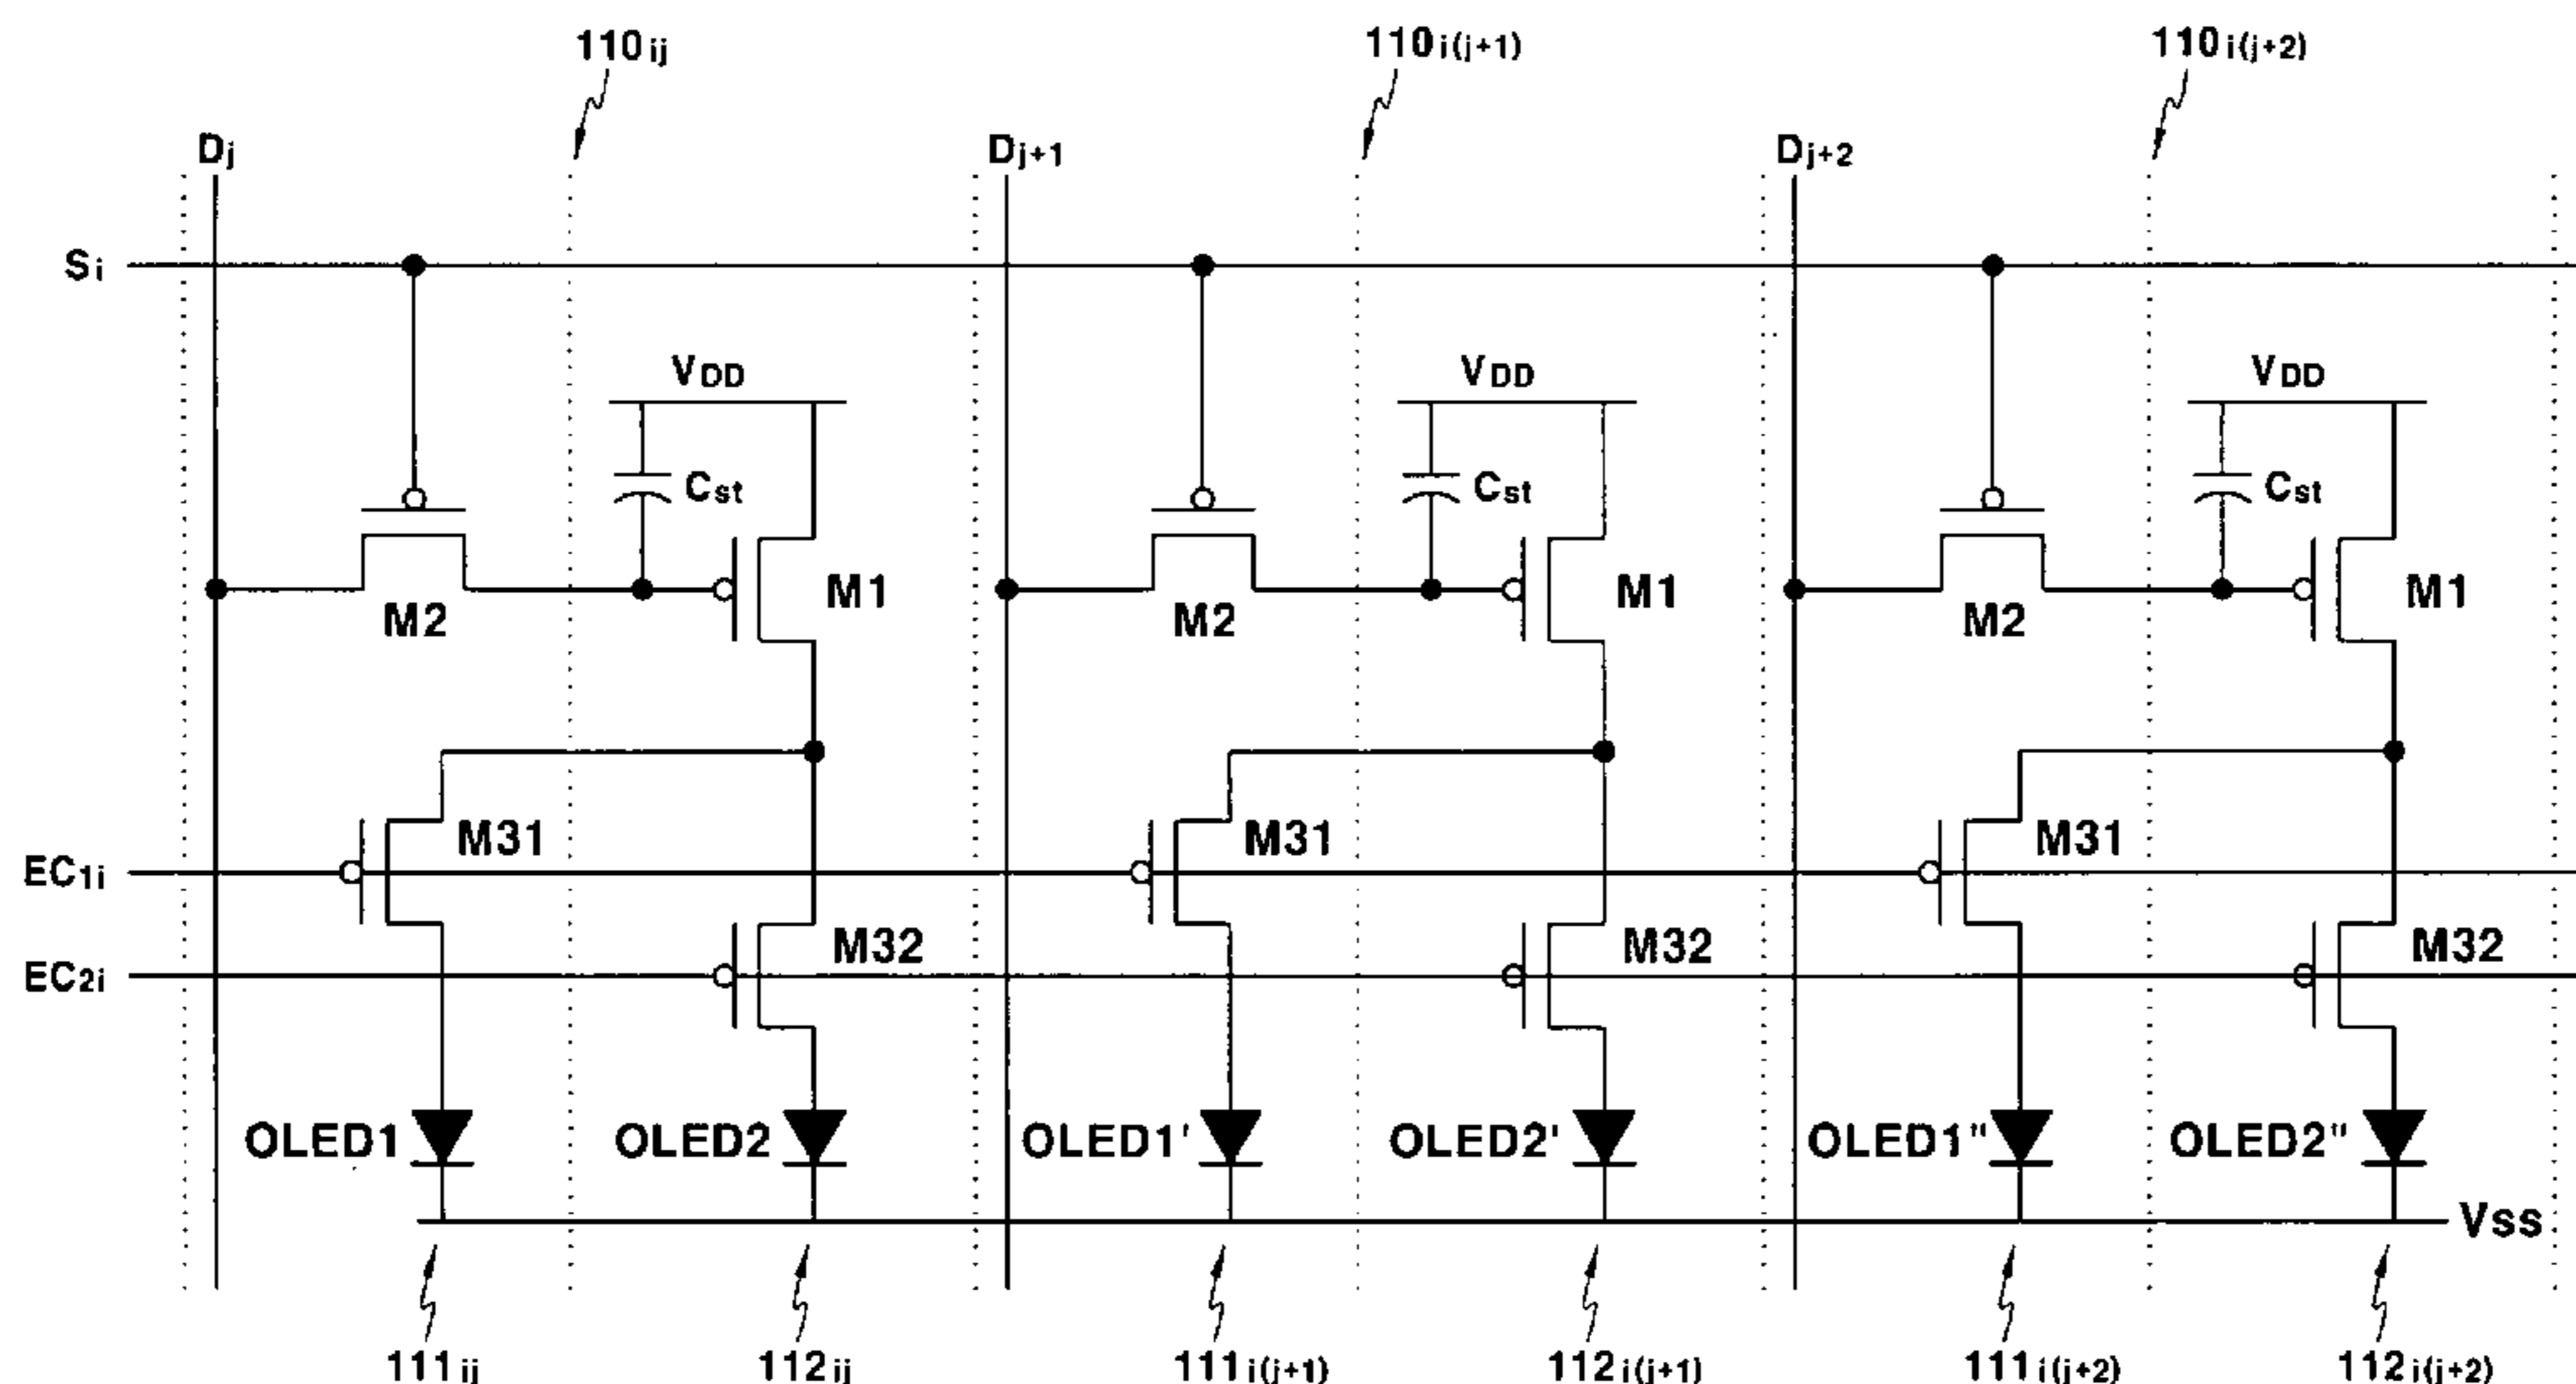 110ij 110i(j+1) 110i(j+2)
Dj Dj+1 Dj+2
Si
VDD VDD VDD
Cst Cst Cst
M1 M1 M1
M2 M2 M2
M31 M31 M31
EC1i
M32 M32 M32
EC2i
OLED1 OLED2 OLED1' OLED2' OLED1" OLED2"
Vss
111ij 112ij 111i(j+1) 112i(j+1) 111i(j+2) 112i(j+2)